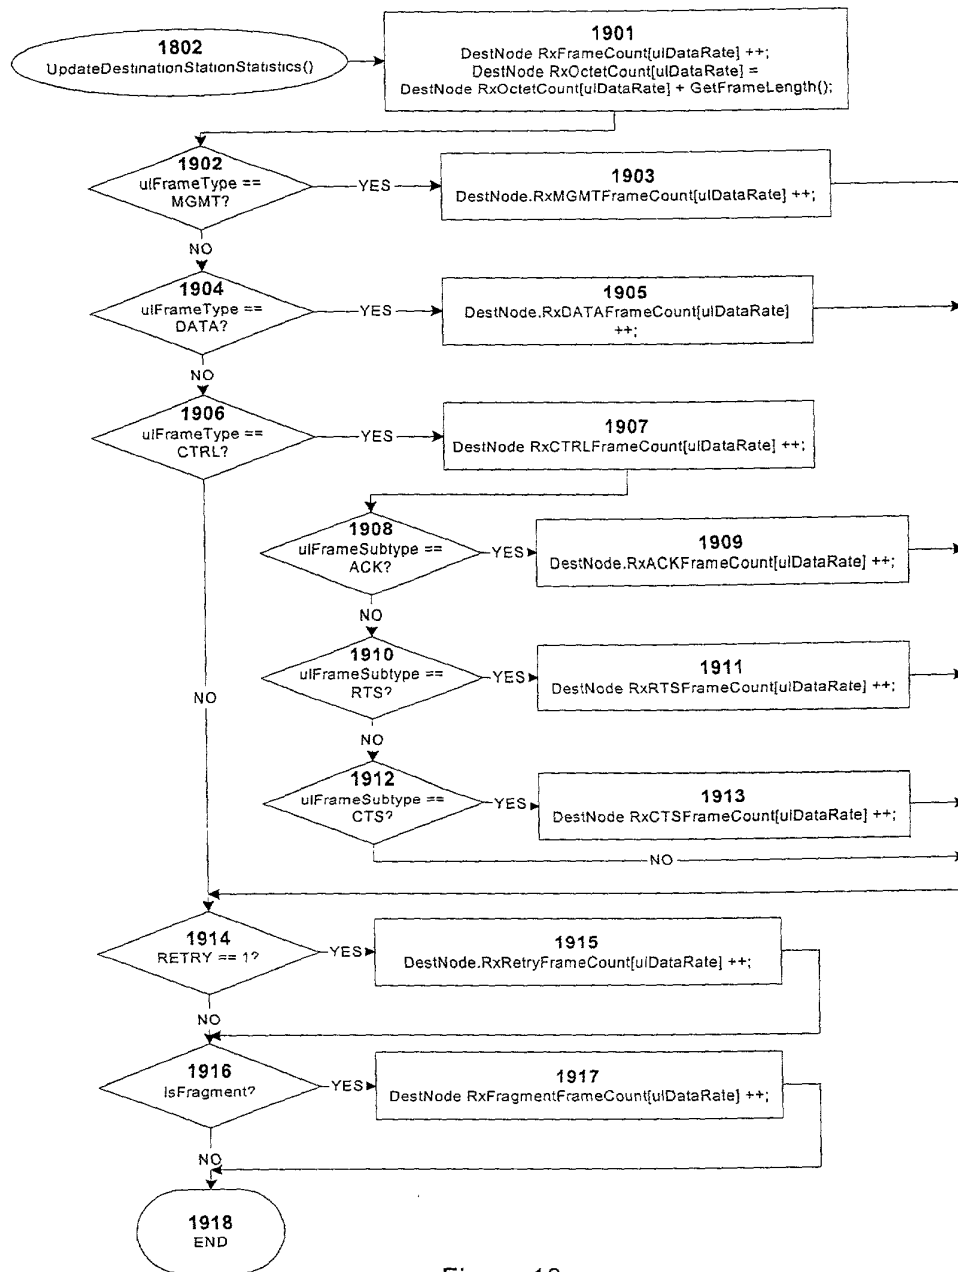 1802
UpdateDestinationStationStatistics()
1901
DestNode RxFrameCount[ulDataRate] ++;
DestNode RxOctetCount[ulDataRate] =
DestNode RxOctetCount[ulDataRate] + GetFrameLength();
1902
ulFrameType ==
MGMT?
YES
1903
DestNode.RxMGMTFrameCount[ulDataRate] ++;
NO
1904
ulFrameType ==
DATA?
YES
1905
DestNode.RxDATAFrameCount[ulDataRate]
++;
NO
1906
ulFrameType ==
CTRL?
YES
1907
DestNode RxCTRLFrameCount[ulDataRate] ++;
1908
ulFrameSubtype ==
ACK?
YES
1909
DestNode.RxACKFrameCount[ulDataRate] ++;
NO
1910
ulFrameSubtype ==
RTS?
YES
1911
DestNode RxRTSFrameCount[ulDataRate] ++;
NO
NO
1912
ulFrameSubtype ==
CTS?
YES
1913
DestNode RxCTSFrameCount[ulDataRate] ++;
NO
1914
RETRY == 1?
YES
1915
DestNode.RxRetryFrameCount[ulDataRate] ++;
NO
1916
IsFragment?
YES
1917
DestNode RxFragmentFrameCount[ulDataRate] ++;
NO
1918
END